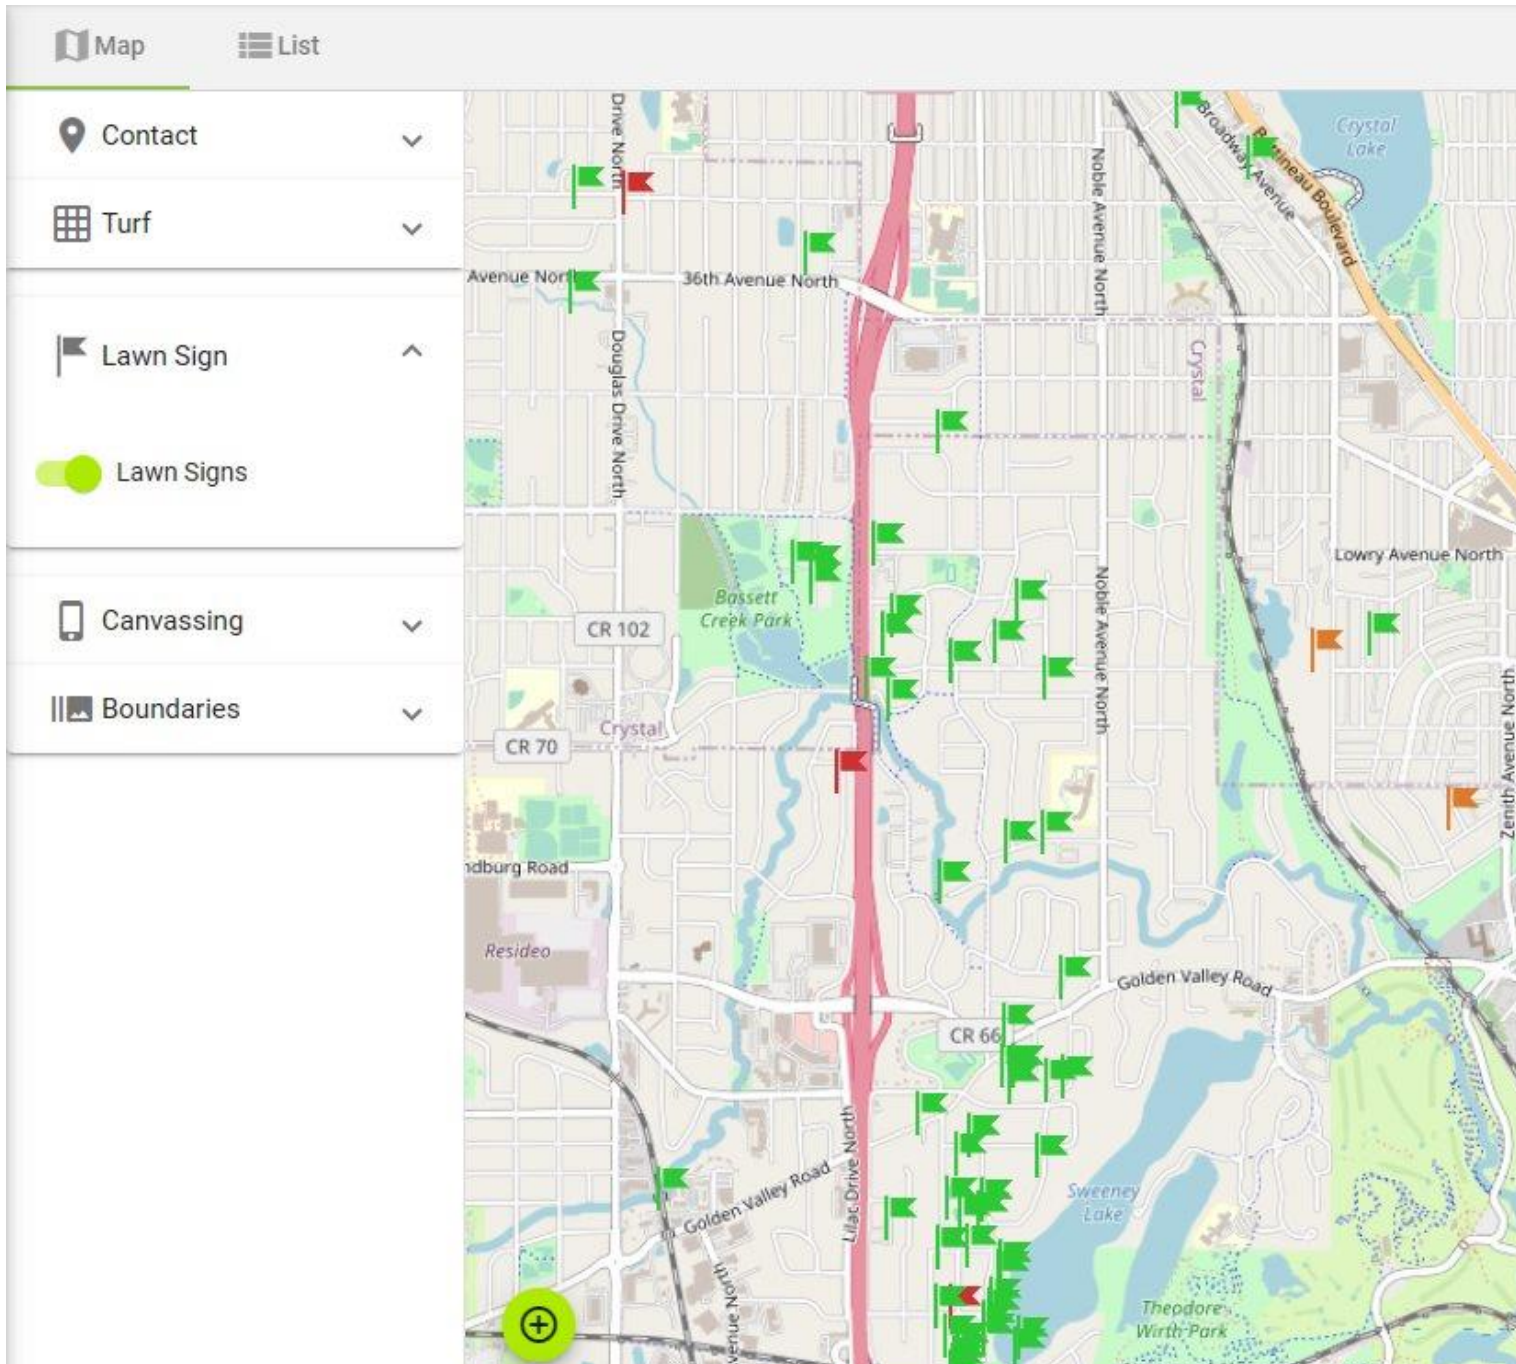 Map
List
Contact
Turf
Lawn Sign
Lawn Signs
Canvassing
Boundaries
Drive North
Broadway Avenue
Crystal
Lake
Noble Avenue North
Avenue
36th Avenue North
Douglas Drive North
Crystal
Lowry Avenue North
Bassett
Creek Park
CR 102
Noble Avenue North
Crystal
CR 70
Zenith Avenue North
dburg Road
Resideo
Golden Valley Road
CR 66
Lilac Drive North
Golden Valley Road
Sweeney
Lake
venue North
Theodore
Wirth Park